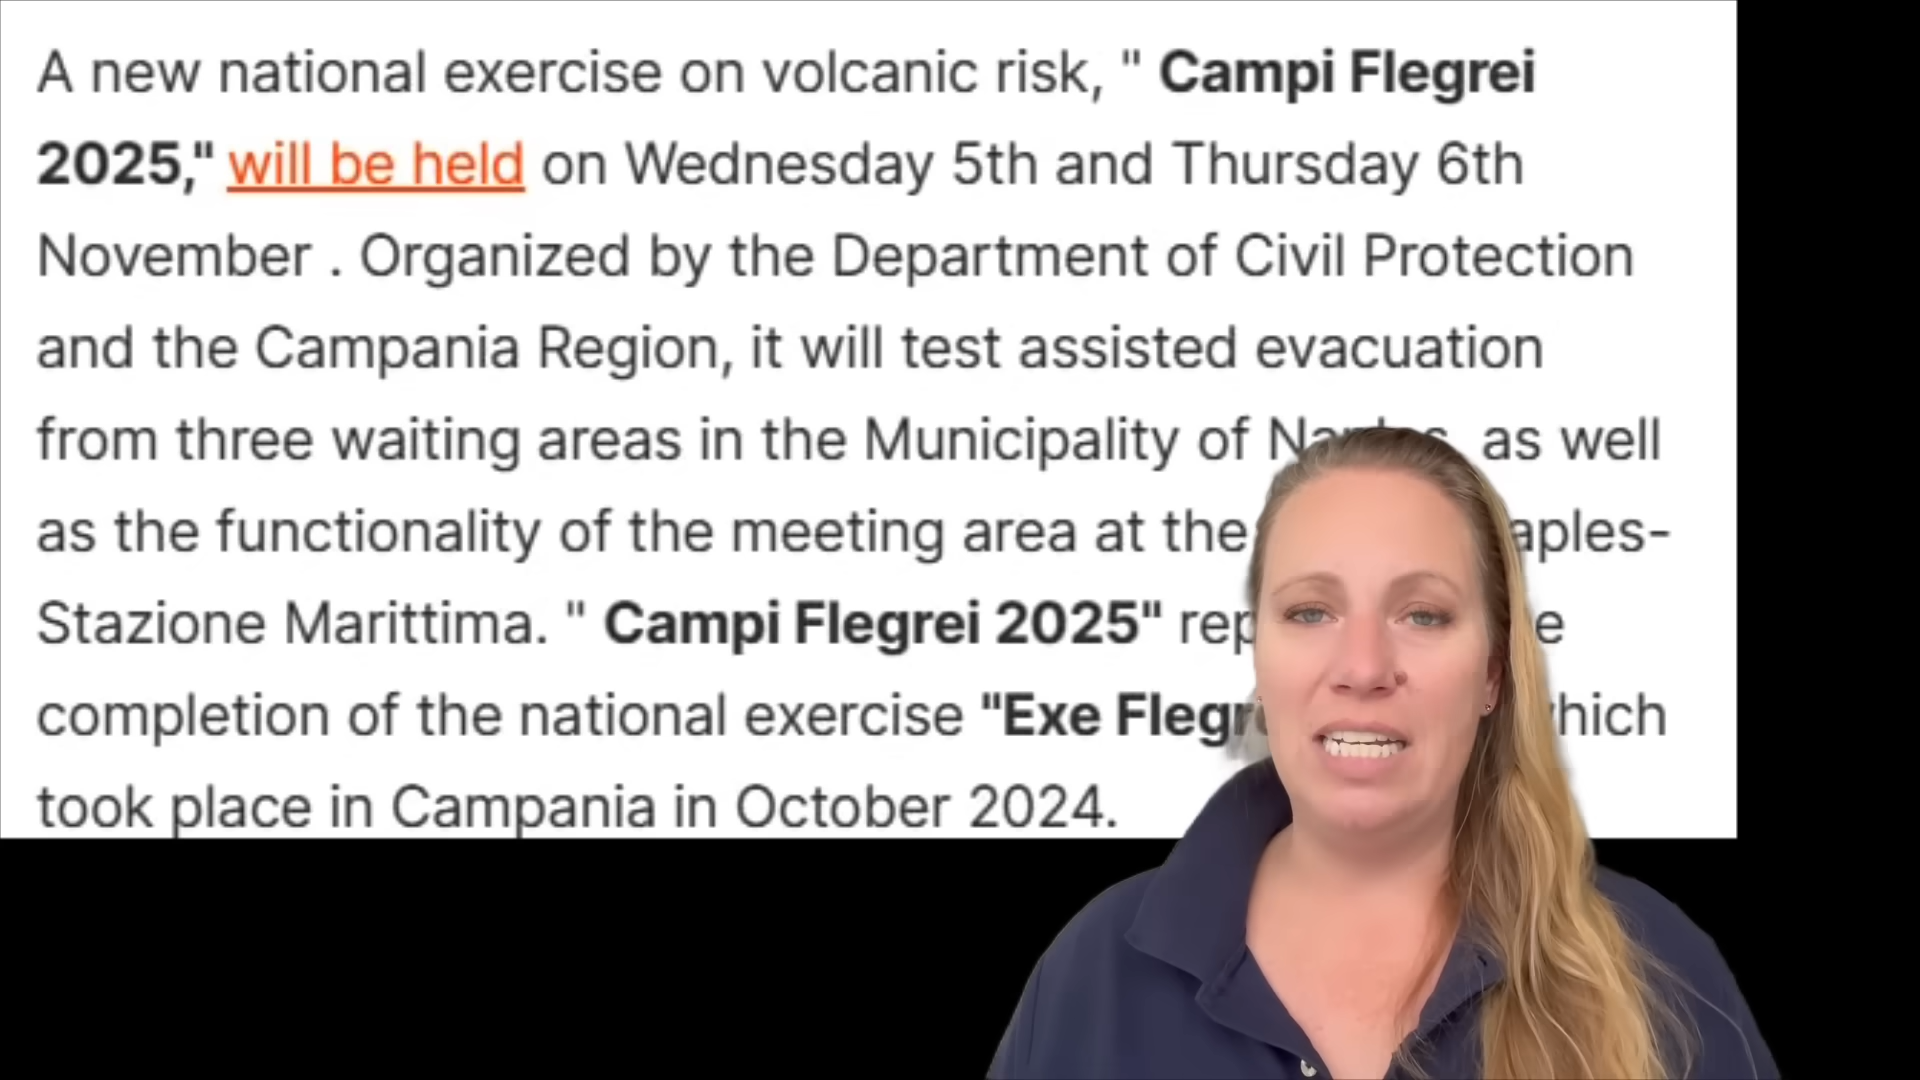 A new national exercise on volcanic risk, " Campi Flegrei
2025," will be held on Wednesday 5th and Thursday 6th
November . Organized by the Department of Civil Protection
and the Campania Region, it will test assisted evacuation
from three waiting areas in the Municipality of as well
as the functionality of the meeting area at the
Stazione Marittima. " Campi Flegrei 2025"
completion of the national exercise "Exe
took place in Campania in October 2024.